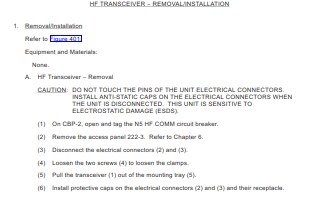 HF TRANSCEIVER – REMOVAL/INSTALLATION
1. Removal/Installation
Refer to Figure 401.
Equipment and Materials:
None.
A. HF Transceiver – Removal
CAUTION: DO NOT TOUCH THE PINS OF THE UNIT ELECTRICAL CONNECTORS.
INSTALL ANTI-STATIC CAPS ON THE ELECTRICAL CONNECTORS WHEN
THE UNIT IS DISCONNECTED. THIS UNIT IS SENSITIVE TO
ELECTROSTATIC DAMAGE (ESDS).
(1) On CBP-2, open and tag the N5 HF COMM circuit breaker.
(2) Remove the access panel 222-3. Refer to Chapter 6.
(3) Disconnect the electrical connectors (2) and (3).
(4) Loosen the two screws (4) to loosen the clamps.
(5) Pull the transceiver (1) out of the mounting tray (5).
(6) Install protective caps on the electrical connectors (2) and (3) and their receptacle.